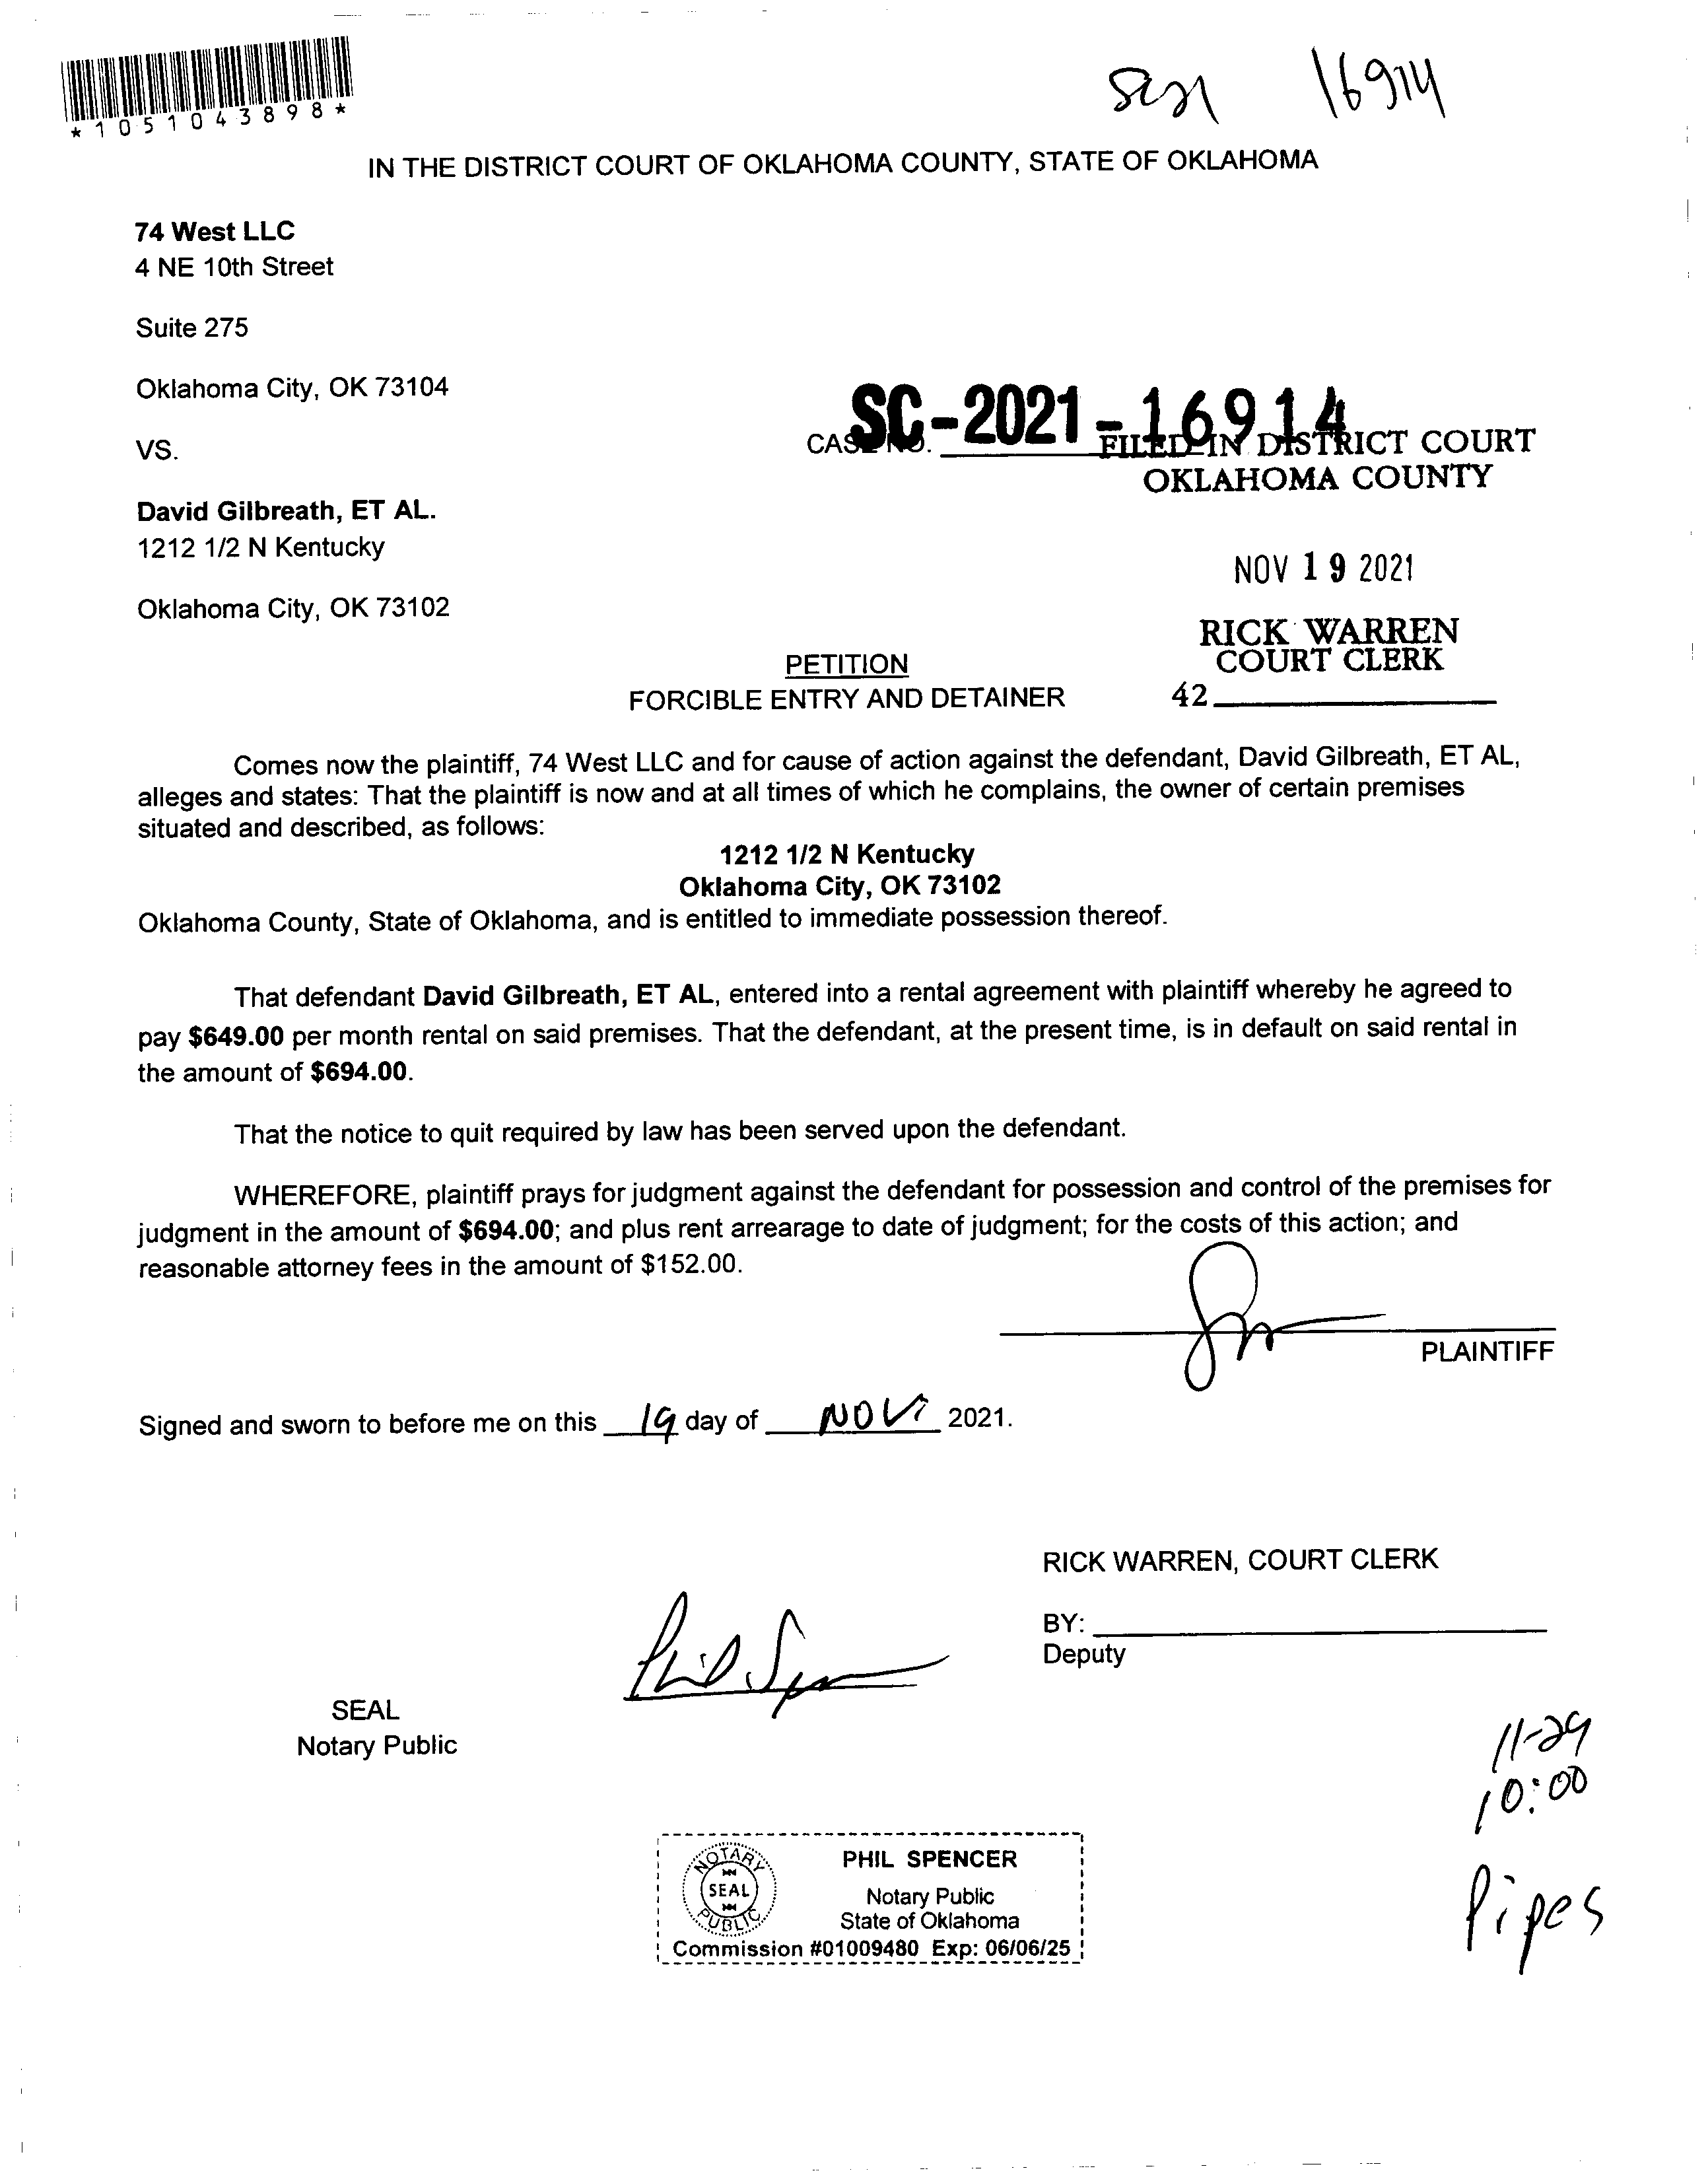 *1051043898*
SC21 16914
IN THE DISTRICT COURT OF OKLAHOMA COUNTY, STATE OF OKLAHOMA
74 West LLC
4 NE 10th Street
Suite 275
Oklahoma City, OK 73104
VS.
CASE NO. SC-2021-16914
FILED IN DISTRICT COURT
OKLAHOMA COUNTY
David Gilbreath, ET AL.
1212 1/2 N Kentucky
Oklahoma City, OK 73102
NOV 19 2021
RICK WARREN
COURT CLERK
42
PETITION
FORCIBLE ENTRY AND DETAINER
Comes now the plaintiff, 74 West LLC and for cause of action against the defendant, David Gilbreath, ET AL,
alleges and states: That the plaintiff is now and at all times of which he complains, the owner of certain premises
situated and described, as follows:
1212 1/2 N Kentucky
Oklahoma City, OK 73102
Oklahoma County, State of Oklahoma, and is entitled to immediate possession thereof.
That defendant David Gilbreath, ET AL, entered into a rental agreement with plaintiff whereby he agreed to
pay $649.00 per month rental on said premises. That the defendant, at the present time, is in default on said rental in
the amount of $694.00.
That the notice to quit required by law has been served upon the defendant.
WHEREFORE, plaintiff prays for judgment against the defendant for possession and control of the premises for
judgment in the amount of $694.00; and plus rent arrearage to date of judgment; for the costs of this action; and
reasonable attorney fees in the amount of $152.00.
PLAINTIFF
Signed and sworn to before me on this 19 day of NOV 2021.
RICK WARREN, COURT CLERK
BY:
Deputy
Phil Spencer
SEAL
Notary Public
11-29
10:00
Pipes
NOTARY PUBLIC
SEAL
PHIL SPENCER
Notary Public
State of Oklahoma
Commission #01009480 Exp: 06/06/25